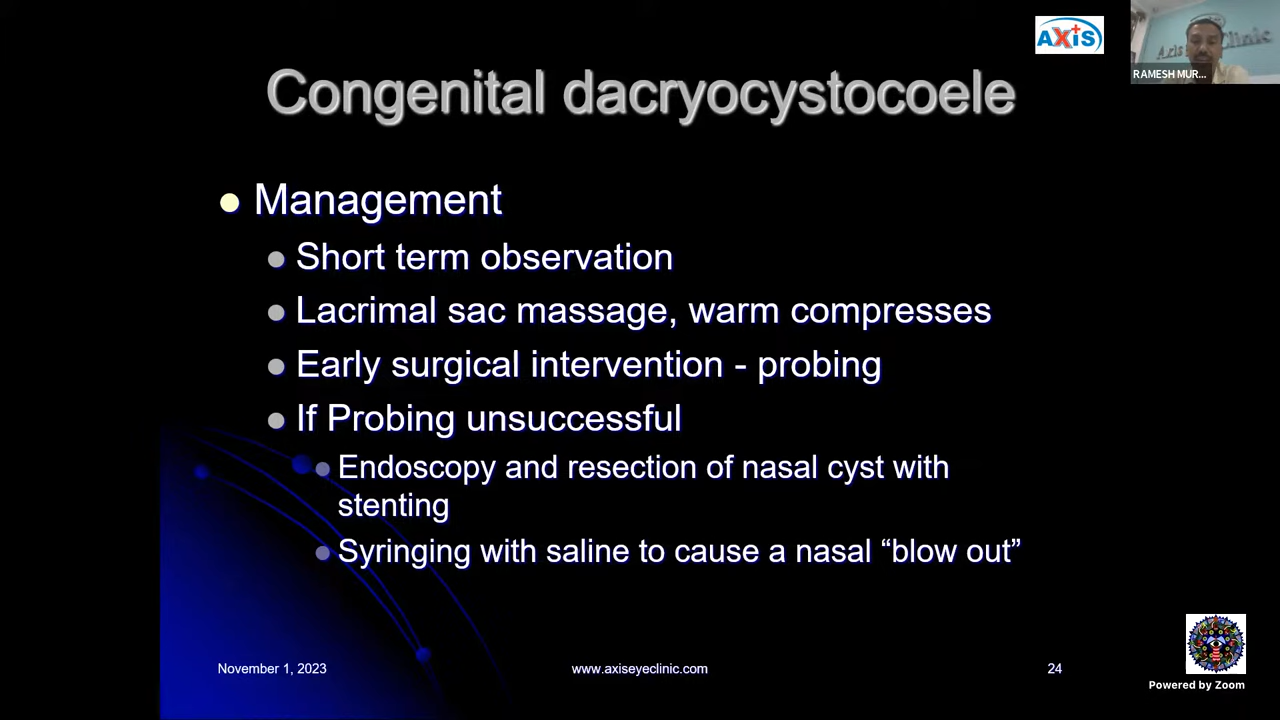 AXiS
RAMESH MUR...
Congenital dacryocystocoele
Management
Short term observation
Lacrimal sac massage, warm compresses
Early surgical intervention - probing
If Probing unsuccessful
Endoscopy and resection of nasal cyst with
stenting
Syringing with saline to cause a nasal “blow out”
November 1, 2023
www.axiseyeclinic.com
24
Powered by Zoom